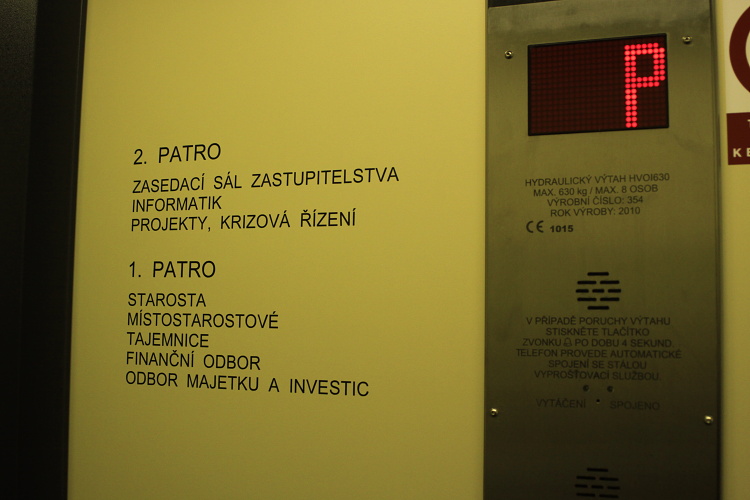 2. PATRO
ZASEDACÍ SÁL ZASTUPITELSTVA
INFORMATIK
PROJEKTY, KRIZOVÁ ŘÍZENÍ
1. PATRO
STAROSTA
MÍSTOSTAROSTOVÉ
TAJEMNICE
FINANČNÍ ODBOR
ODBOR MAJETKU A INVESTIC
P
HYDRAULICKÝ VÝTAH HVOI630
MAX. 630 kg / MAX. 8 OSOB
VÝROBNÍ ČÍSLO: 354
ROK VÝROBY: 2010
CE 1015
V PŘÍPADĚ PORUCHY VÝTAHU
STISKNĚTE TLAČÍTKO
ZVONKU PO DOBU 4 SEKUND.
TELEFON PROVEDE AUTOMATICKÉ
SPOJENÍ SE STÁLOU
VYPROŠŤOVACÍ SLUŽBOU.
VYTÁČENÍ SPOJENO